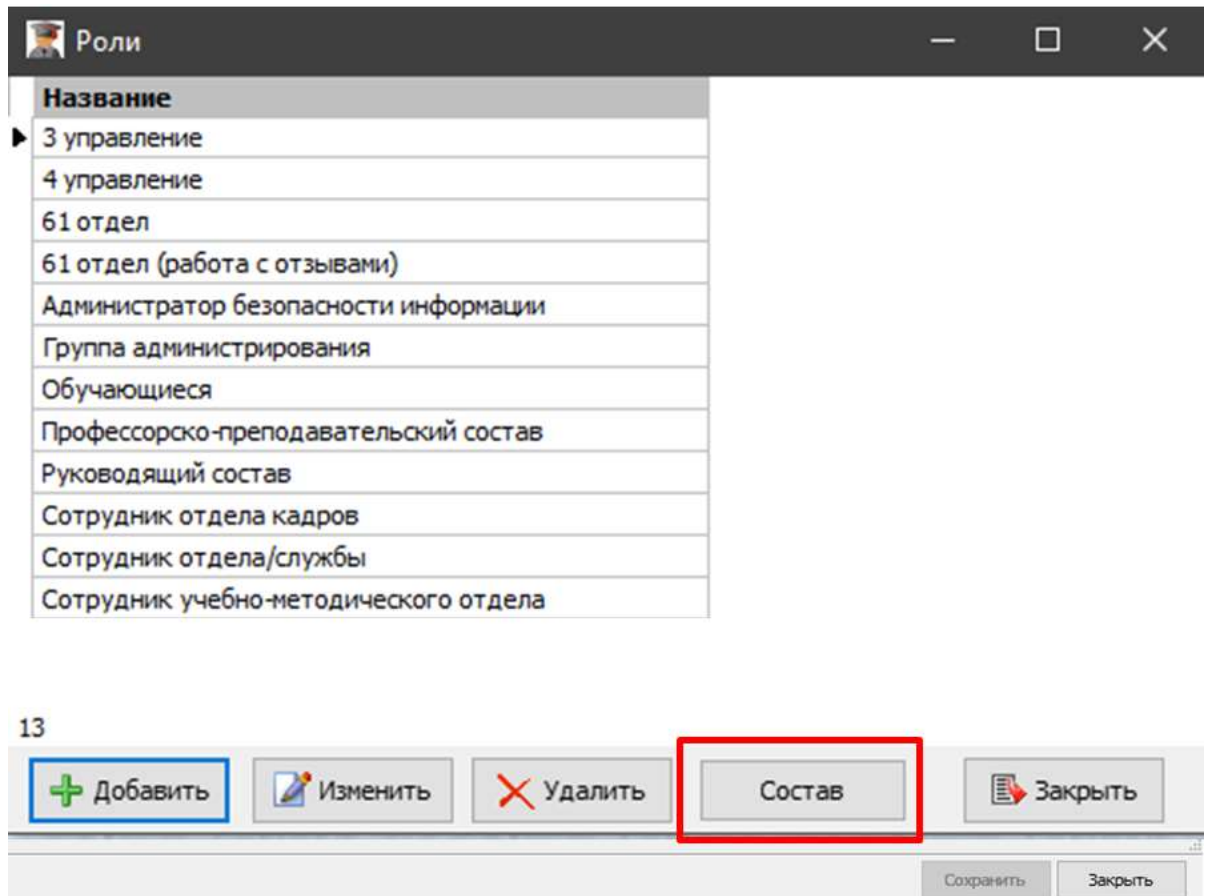 Роли
Название
3 управление
4 управление
61 отдел
61 отдел (работа с отзывами)
Администратор безопасности информации
Группа администрирования
Обучающиеся
Профессорско-преподавательский состав
Руководящий состав
Сотрудник отдела кадров
Сотрудник отдела/службы
Сотрудник учебно-методического отдела
13
Добавить Изменить Удалить Состав Закрыть
Сохранить Закрыть